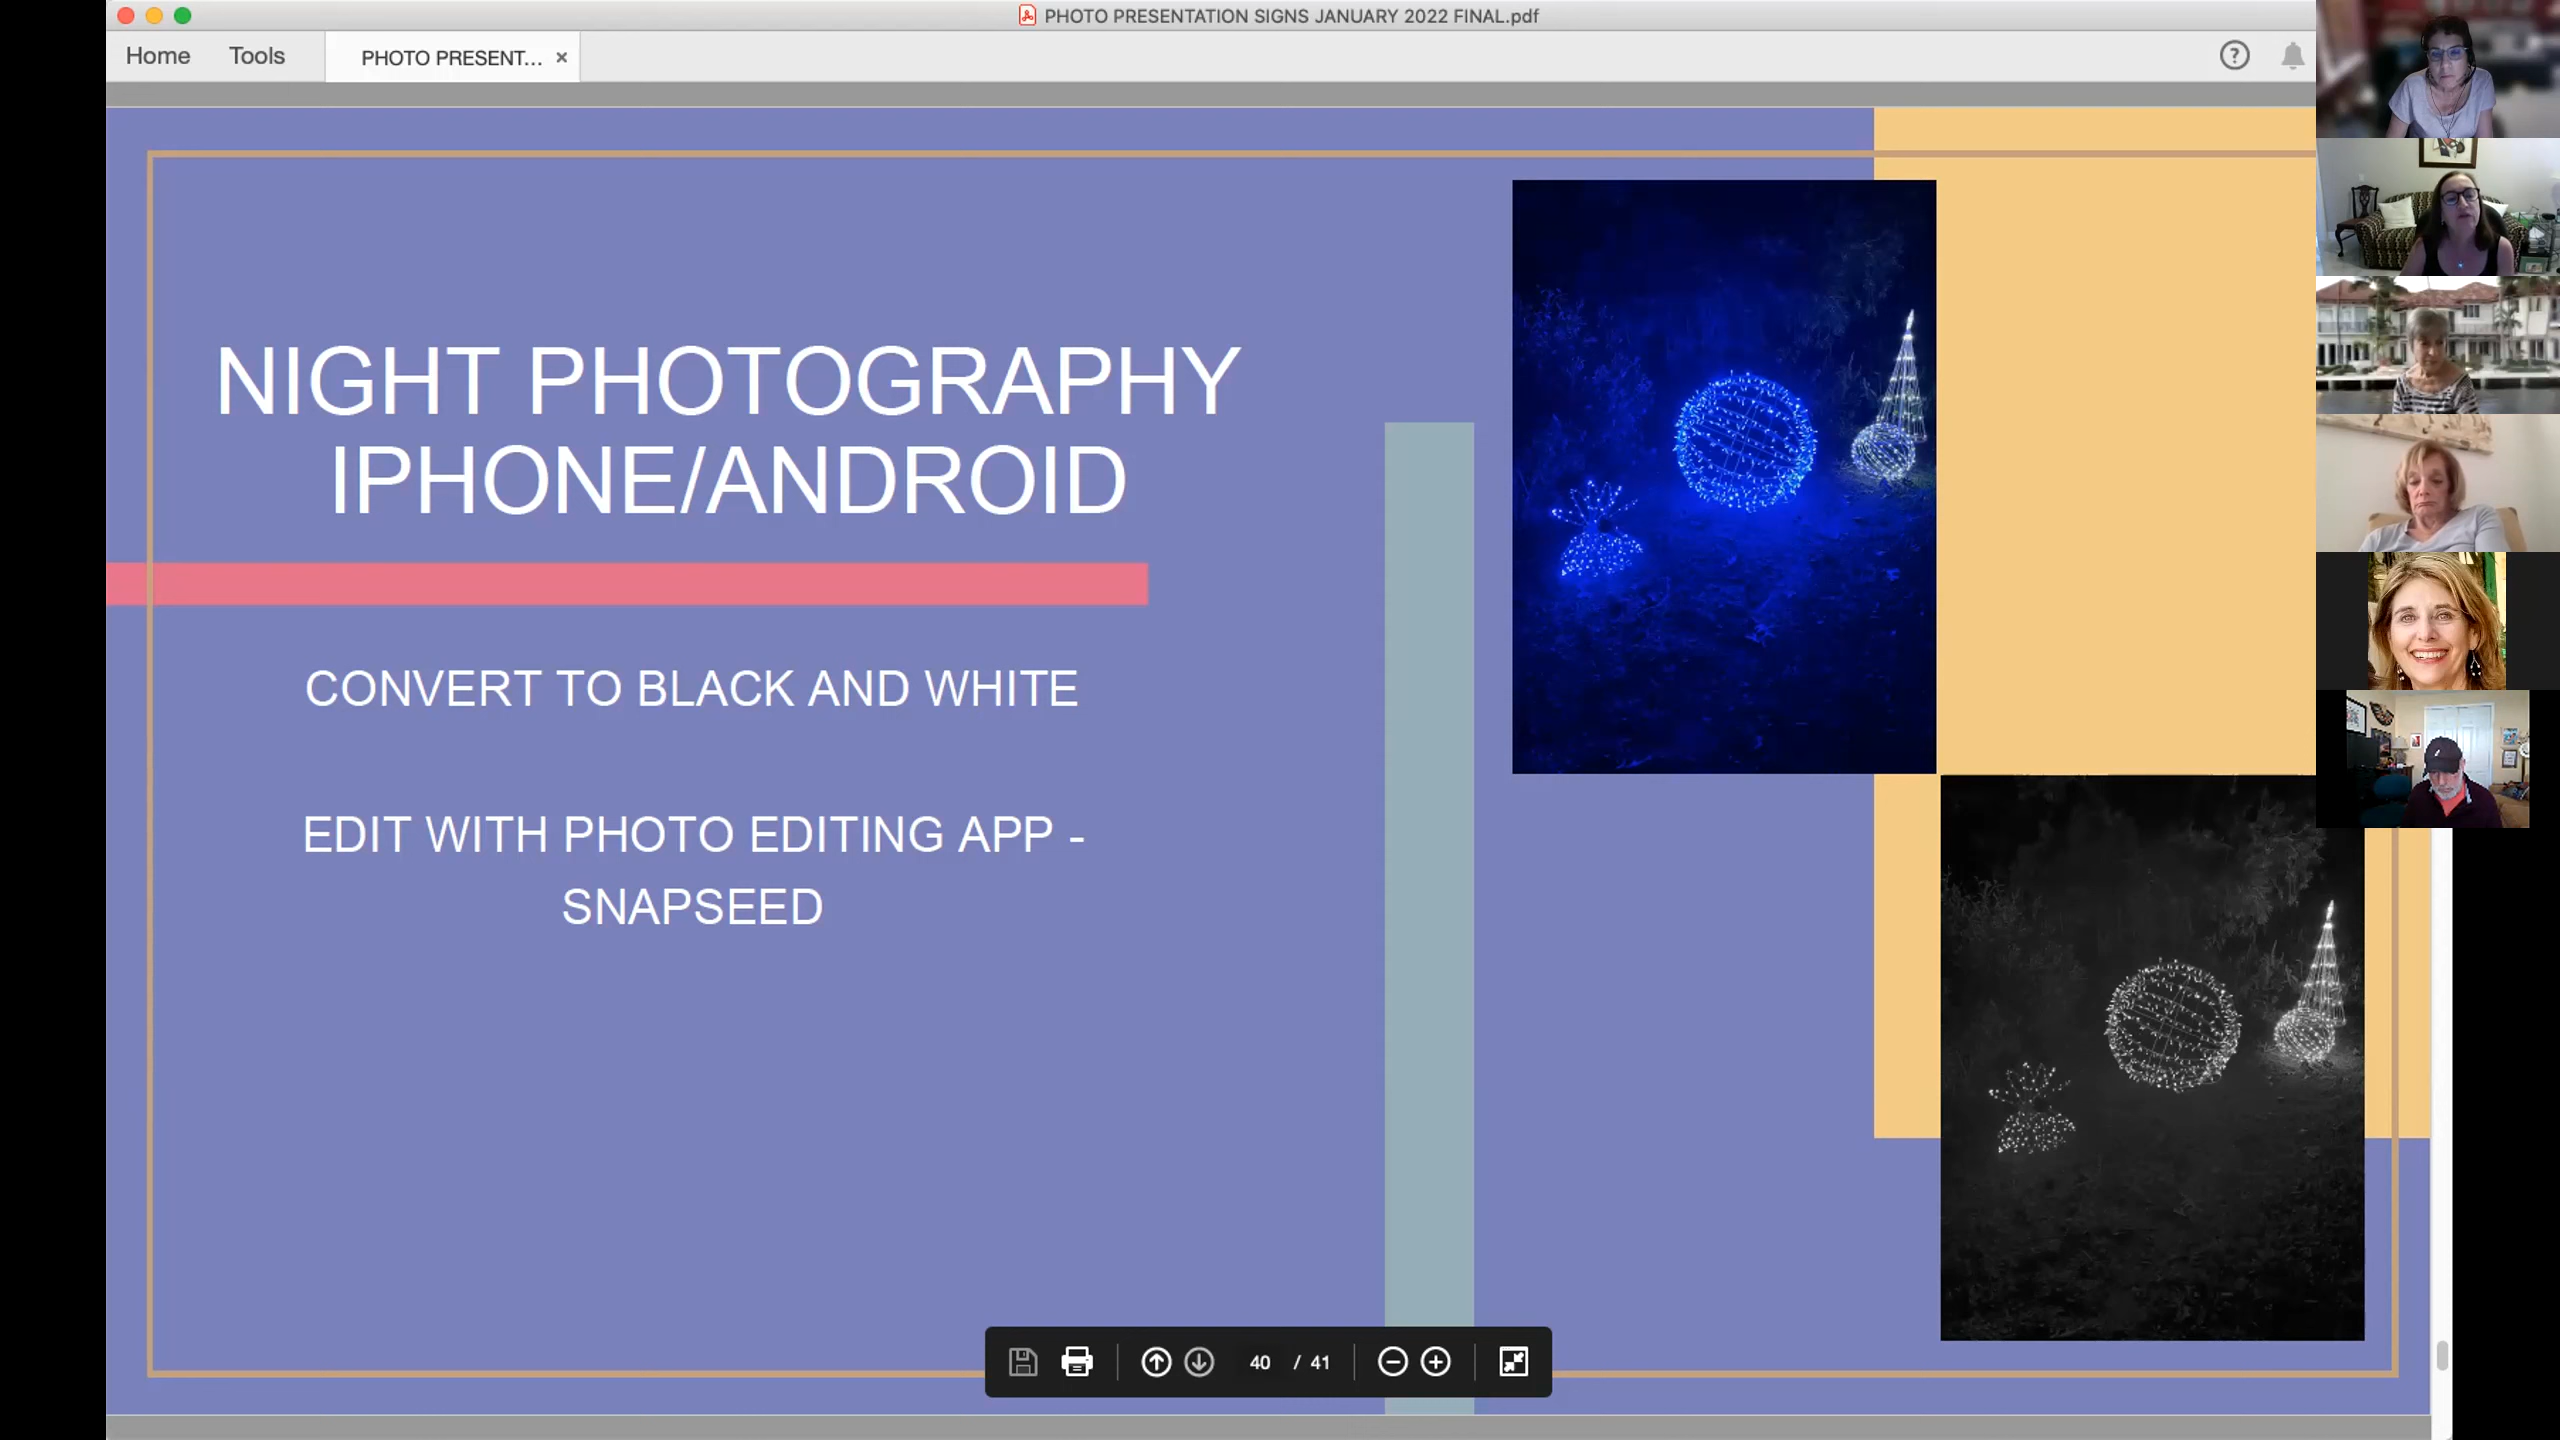 PHOTO PRESENTATION SIGNS JANUARY 2022 FINAL.pdf
Home
Tools
PHOTO PRESENT...
NIGHT PHOTOGRAPHY
IPHONE/ANDROID
CONVERT TO BLACK AND WHITE
EDIT WITH PHOTO EDITING APP -
SNAPSEED
40 / 41